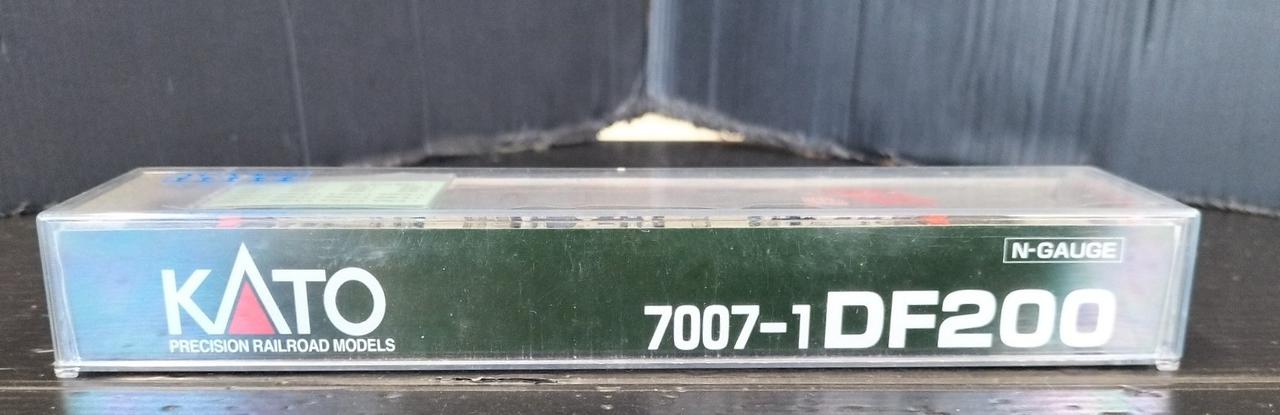 N-GAUGE
KATO
7007-1 DF200
PRECISION RAILROAD MODELS